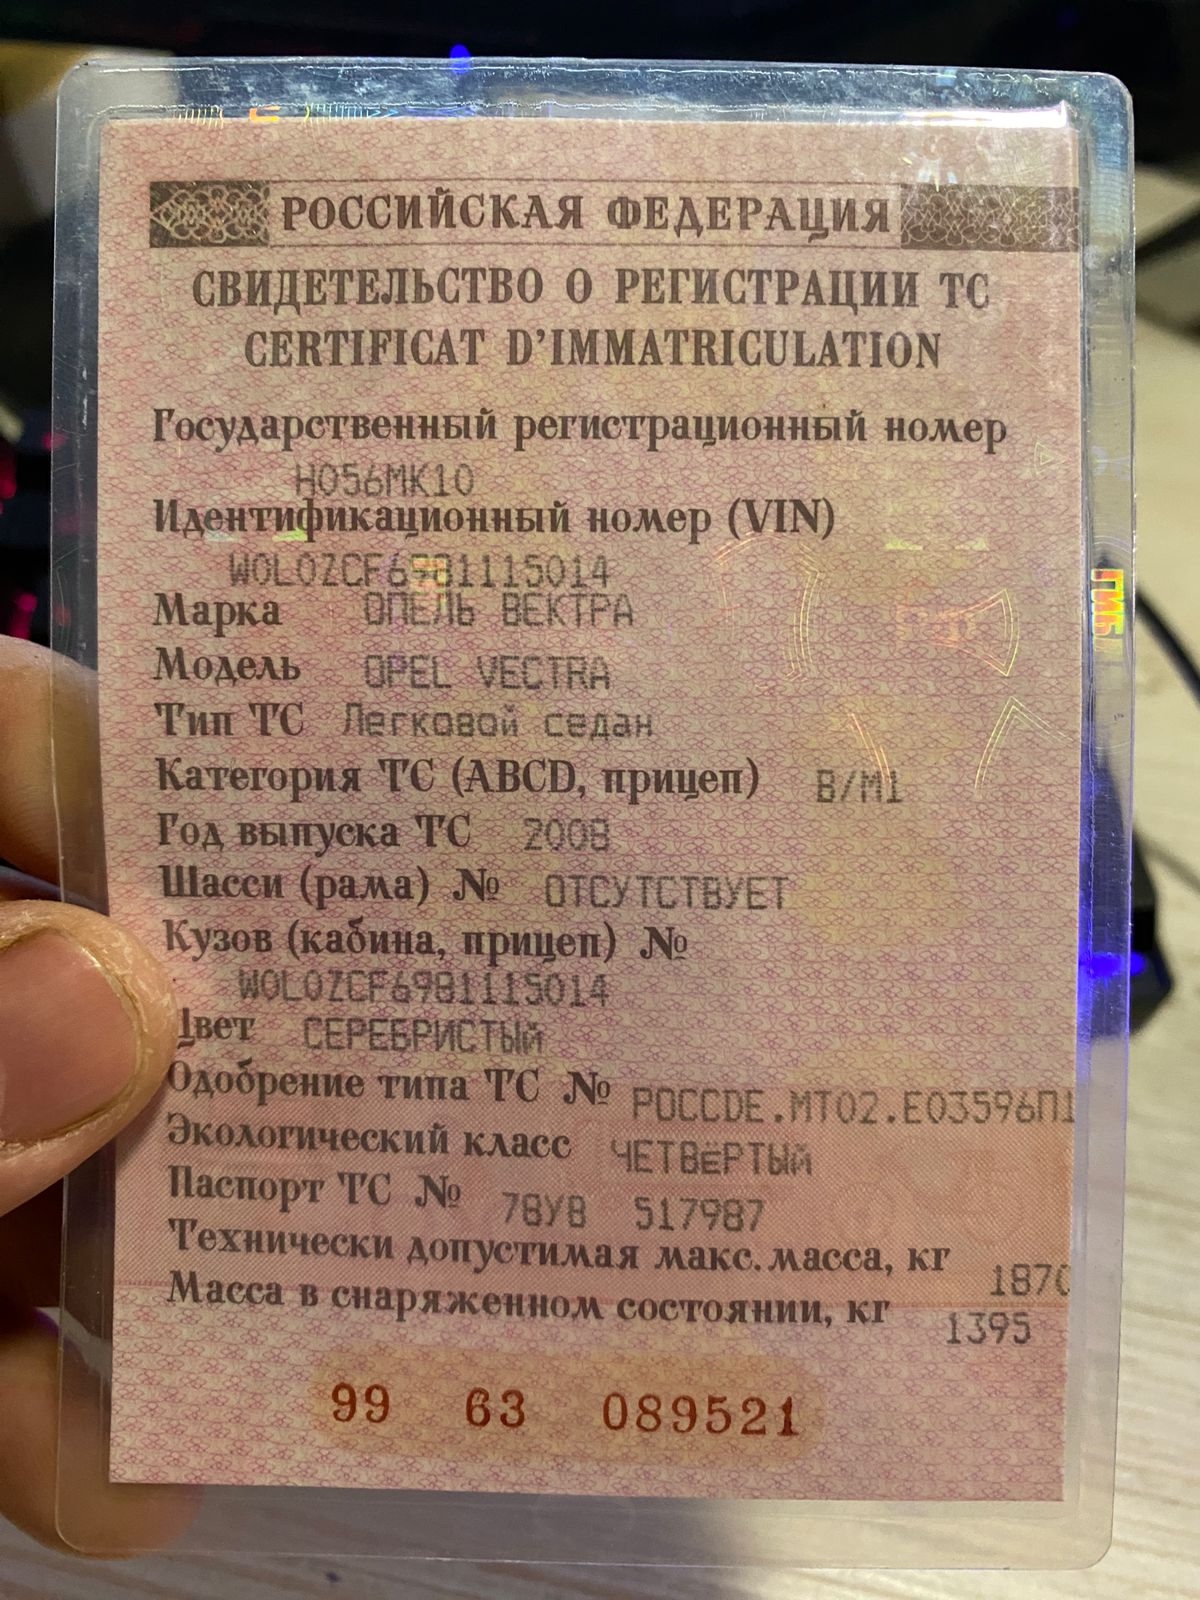 РОССИЙСКАЯ ФЕДЕРАЦИЯ
СВИДЕТЕЛЬСТВО О РЕГИСТРАЦИИ ТС
CERTIFICAT D'IMMATRICULATION
Государственный регистрационный номер
Н056МК10
Идентификационный номер (VIN)
W0L0ZCF6981115014
Марка ОПЕЛЬ ВЕКТРА
Модель OPEL VECTRA
Тип ТС Легковой седан
Категория ТС (ABCD, прицеп) В/М1
Год выпуска ТС 2008
Шасси (рама) № ОТСУТСТВУЕТ
Кузов (кабина, прицеп) №
W0L0ZCF6981115014
Цвет СЕРЕБРИСТЫЙ
Одобрение типа ТС № РОССDE.МТ02.Е03596П1
Экологический класс ЧЕТВЁРТЫЙ
Паспорт ТС № 78УВ 517987
Технически допустимая макс. масса, кг 1870
Масса в снаряженном состоянии, кг 1395
99 63 089521